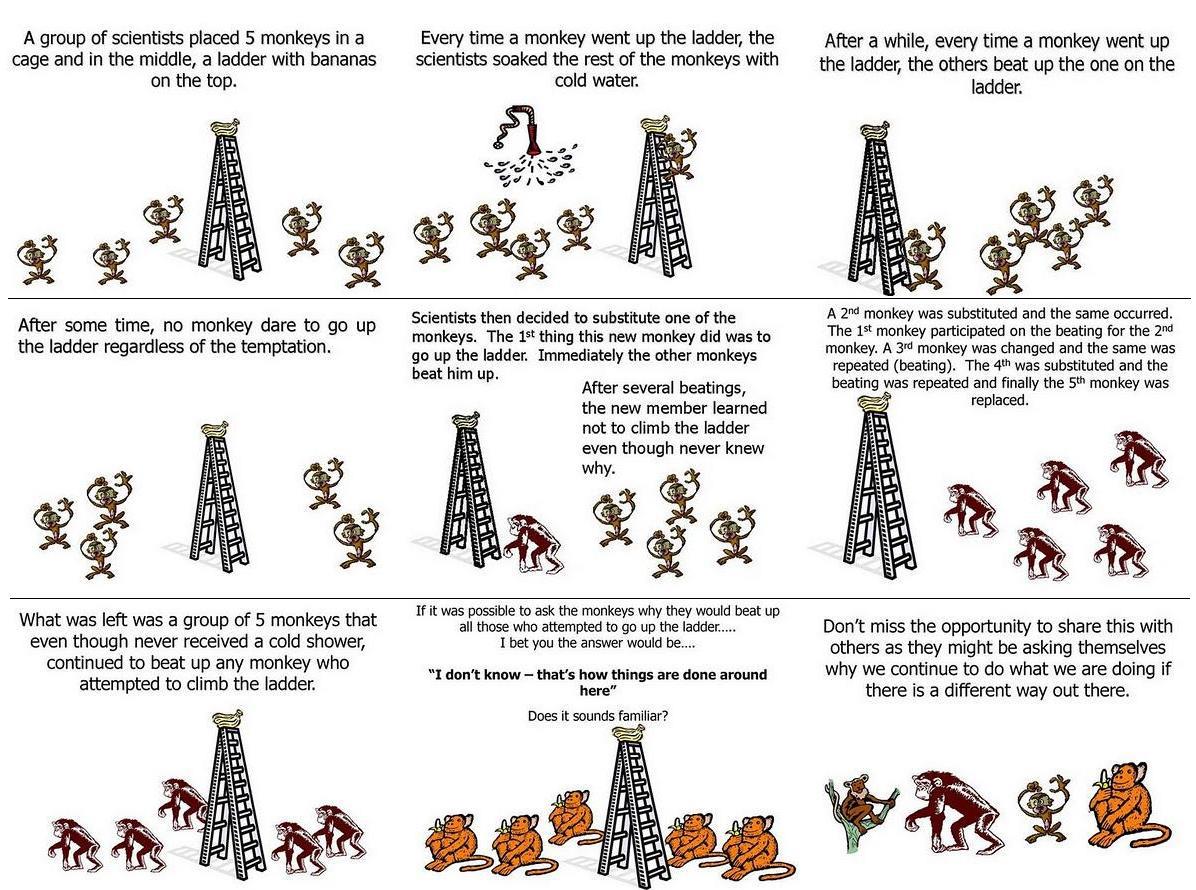 A group of scientists placed 5 monkeys in a
cage and in the middle, a ladder with bananas
on the top.
Every time a monkey went up the ladder, the
scientists soaked the rest of the monkeys with
cold water.
After a while, every time a monkey went up
the ladder, the others beat up the one on the
ladder.
After some time, no monkey dare to go up
the ladder regardless of the temptation.
Scientists then decided to substitute one of the
monkeys. The 1st thing this new monkey did was to
go up the ladder. Immediately the other monkeys
beat him up.
After several beatings,
the new member learned
not to climb the ladder
even though never knew
why.
A 2nd monkey was substituted and the same occurred.
The 1st monkey participated on the beating for the 2nd
monkey. A 3rd monkey was changed and the same was
repeated (beating). The 4th was substituted and the
beating was repeated and finally the 5th monkey was
replaced.
What was left was a group of 5 monkeys that
even though never received a cold shower,
continued to beat up any monkey who
attempted to climb the ladder.
If it was possible to ask the monkeys why they would beat up
all those who attempted to go up the ladder.....
I bet you the answer would be....
“I don’t know – that’s how things are done around
here”
Does it sounds familiar?
Don’t miss the opportunity to share this with
others as they might be asking themselves
why we continue to do what we are doing if
there is a different way out there.